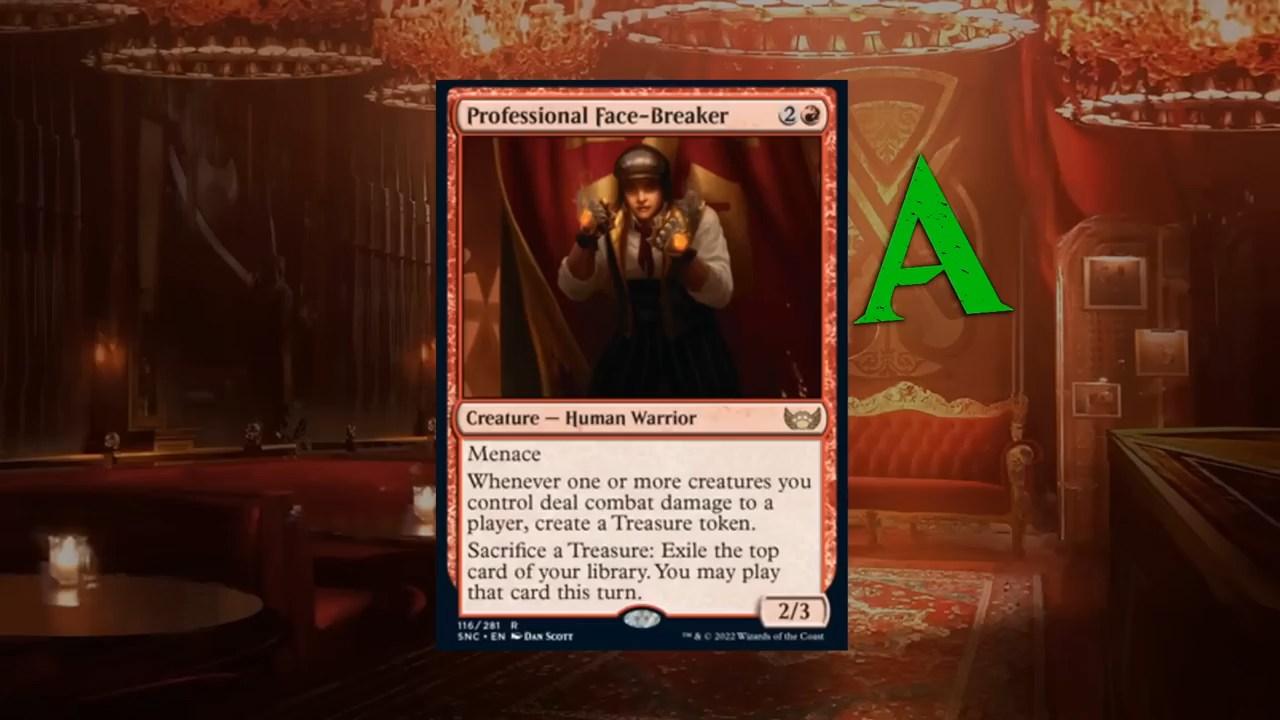 Professional Face-Breaker 2
A
Creature — Human Warrior
Menace
Whenever one or more creatures you
control deal combat damage to a
player, create a Treasure token.
Sacrifice a Treasure: Exile the top
card of your library. You may play
that card this turn.
2/3
116/281 R
SNC • EN Dan Scott
™ & © 2022 Wizards of the Coast